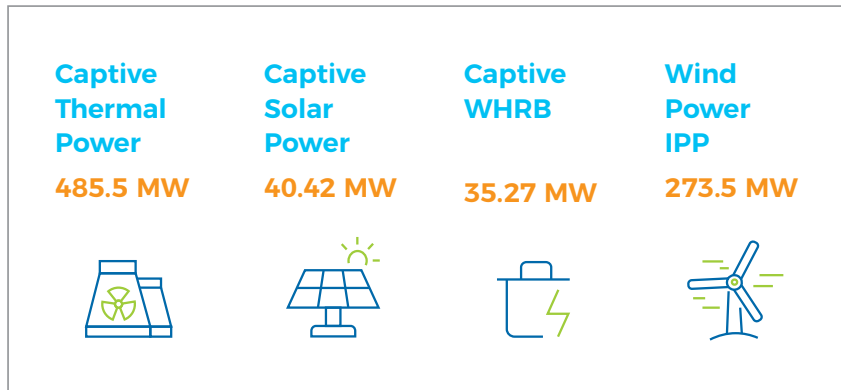 Captive
Thermal
Power
485.5 MW
Captive
Solar
Power
40.42 MW
Captive
WHRB
35.27 MW
Wind
Power
IPP
273.5 MW